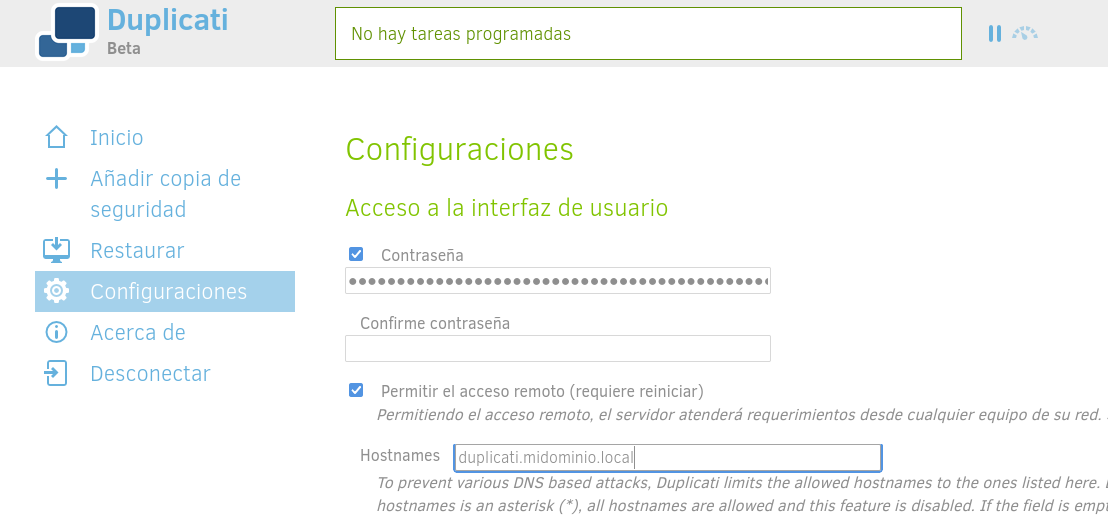 Duplicati
Beta
No hay tareas programadas
Inicio
Añadir copia de
seguridad
Restaurar
Configuraciones
Acerca de
Desconectar
Configuraciones
Acceso a la interfaz de usuario
Contraseña
Confirme contraseña
Permitir el acceso remoto (requiere reiniciar)
Permitiendo el acceso remoto, el servidor atenderá requerimientos desde cualquier equipo de su red.
Hostnames duplicati.midominio.local
To prevent various DNS based attacks, Duplicati limits the allowed hostnames to the ones listed here.
hostnames is an asterisk (*), all hostnames are allowed and this feature is disabled. If the field is empt